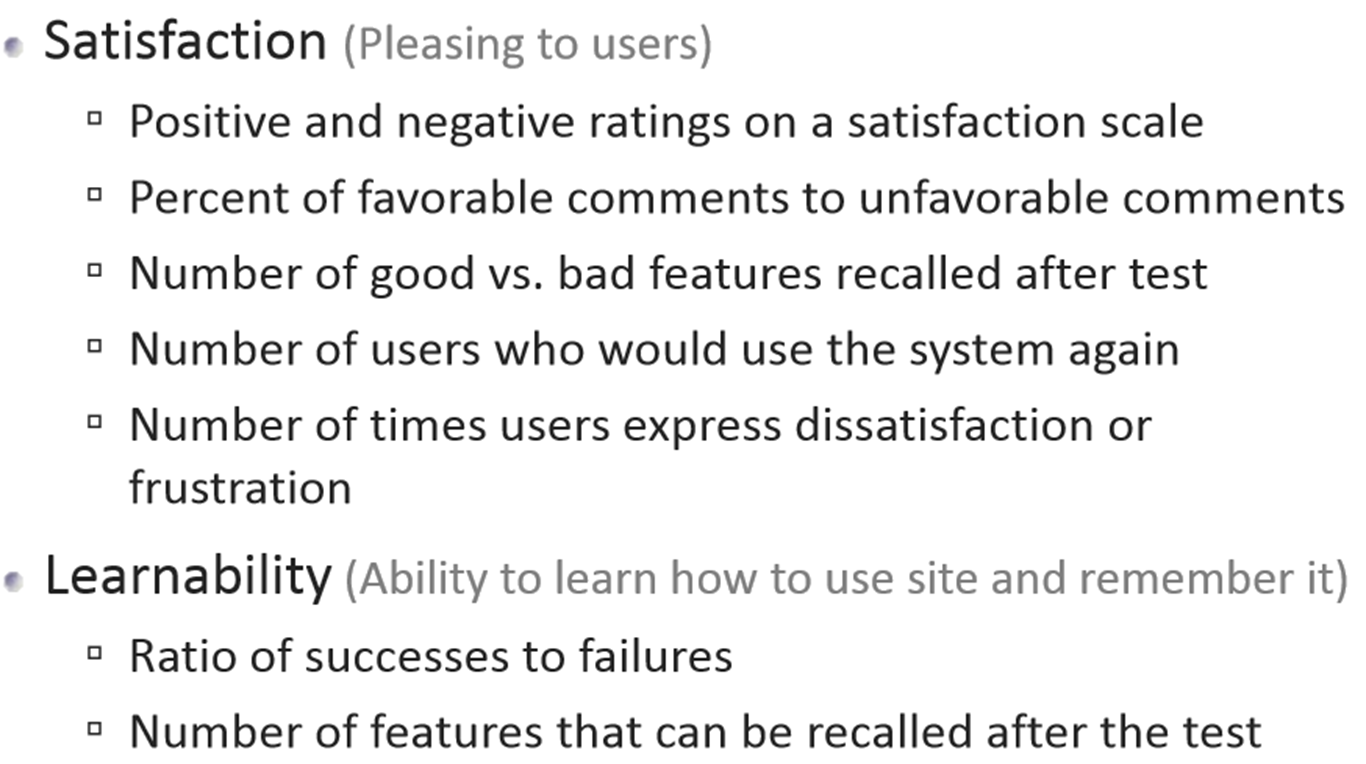 Satisfaction (Pleasing to users)
Positive and negative ratings on a satisfaction scale
Percent of favorable comments to unfavorable comments
Number of good vs. bad features recalled after test
Number of users who would use the system again
Number of times users express dissatisfaction or
frustration
Learnability (Ability to learn how to use site and remember it)
Ratio of successes to failures
Number of features that can be recalled after the test